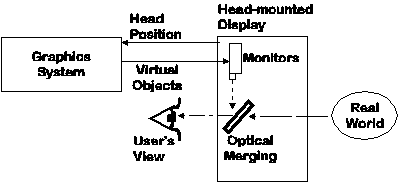 Head
Position
Head-mounted
Display
Graphics
System
Virtual
Objects
Monitors
User's
View
Optical
Merging
Real
World